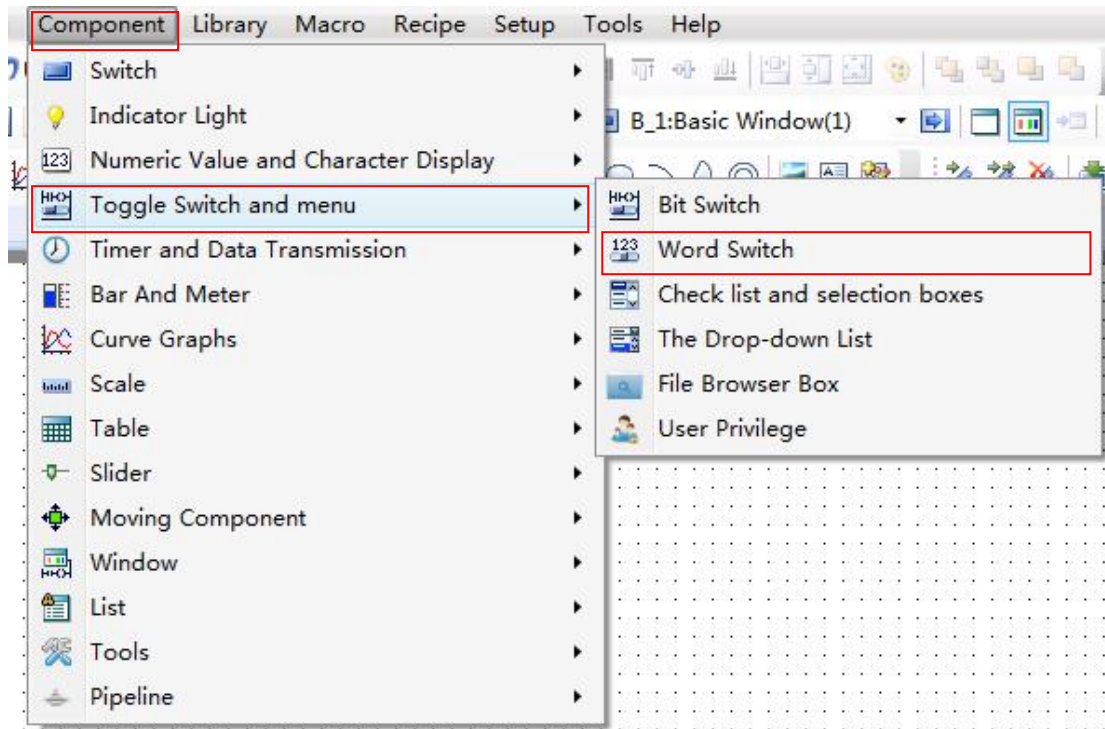 Component Library Macro Recipe Setup Tools Help
Switch
B_1:Basic Window(1)
Indicator Light
123 Numeric Value and Character Display
Toggle Switch and menu
Timer and Data Transmission
Bar And Meter
Curve Graphs
Scale
Table
Slider
Moving Component
Window
List
Tools
Pipeline
Bit Switch
123 Word Switch
Check list and selection boxes
The Drop-down List
File Browser Box
User Privilege